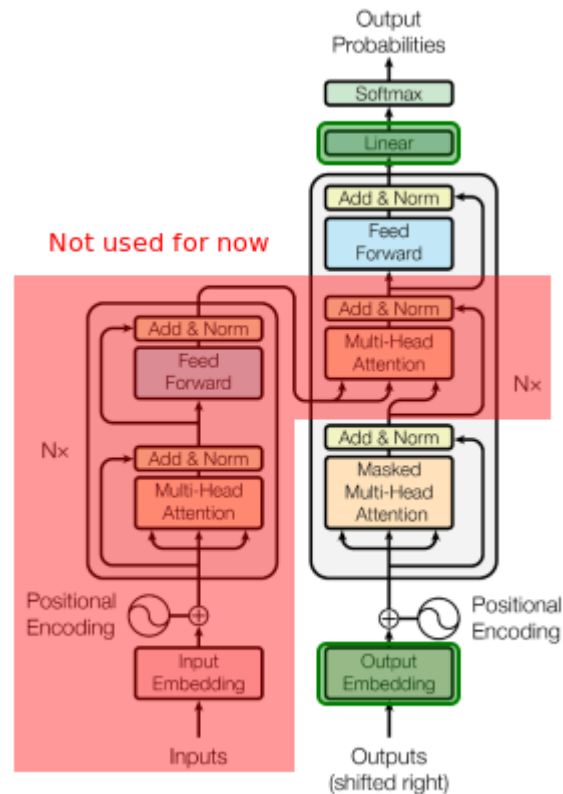 Output
Probabilities
Softmax
Linear
Add & Norm
Feed
Forward
Not used for now
Add & Norm
Multi-Head
Attention
Nx
Add & Norm
Feed
Forward
Nx
Add & Norm
Multi-Head
Attention
Add & Norm
Masked
Multi-Head
Attention
Positional
Encoding
Positional
Encoding
Input
Embedding
Output
Embedding
Inputs
Outputs
(shifted right)